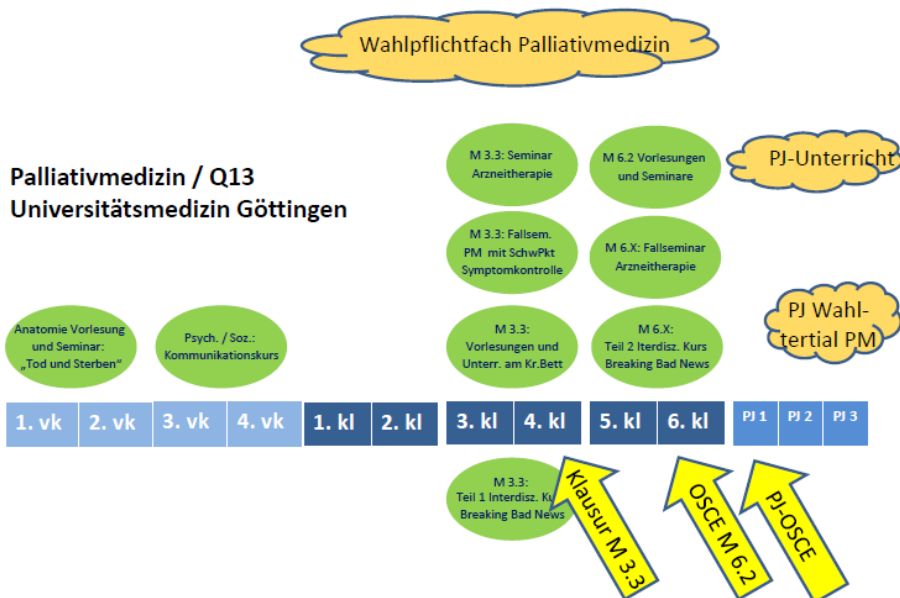 Wahlpflichtfach Palliativmedizin
Palliativmedizin / Q13
Universitätsmedizin Göttingen
M 3.3: Seminar
Arzneitherapie
M 6.2 Vorlesungen
und Seminare
PJ-Unterricht
M 3.3: Fallsem.
PM mit SchwPkt
Symptomkontrolle
M 6.X: Fallseminar
Arzneitherapie
Anatomie Vorlesung
und Seminar:
„Tod und Sterben“
Psych. / Soz.:
Kommunikationskurs
M 3.3:
Vorlesungen und
Unterr. am Kr.Bett
M 6.X:
Teil 2 Iterdisz. Kurs
Breaking Bad News
PJ Wahl-
tertial PM
1. vk 2. vk 3. vk 4. vk 1. kl 2. kl 3. kl 4. kl 5. kl 6. kl PJ 1 PJ 2 PJ 3
M 3.3:
Teil 1 Interdisz.
Breaking Bad News
Klausur M 3.3
OSCE M 6.2
PJ-OSCE